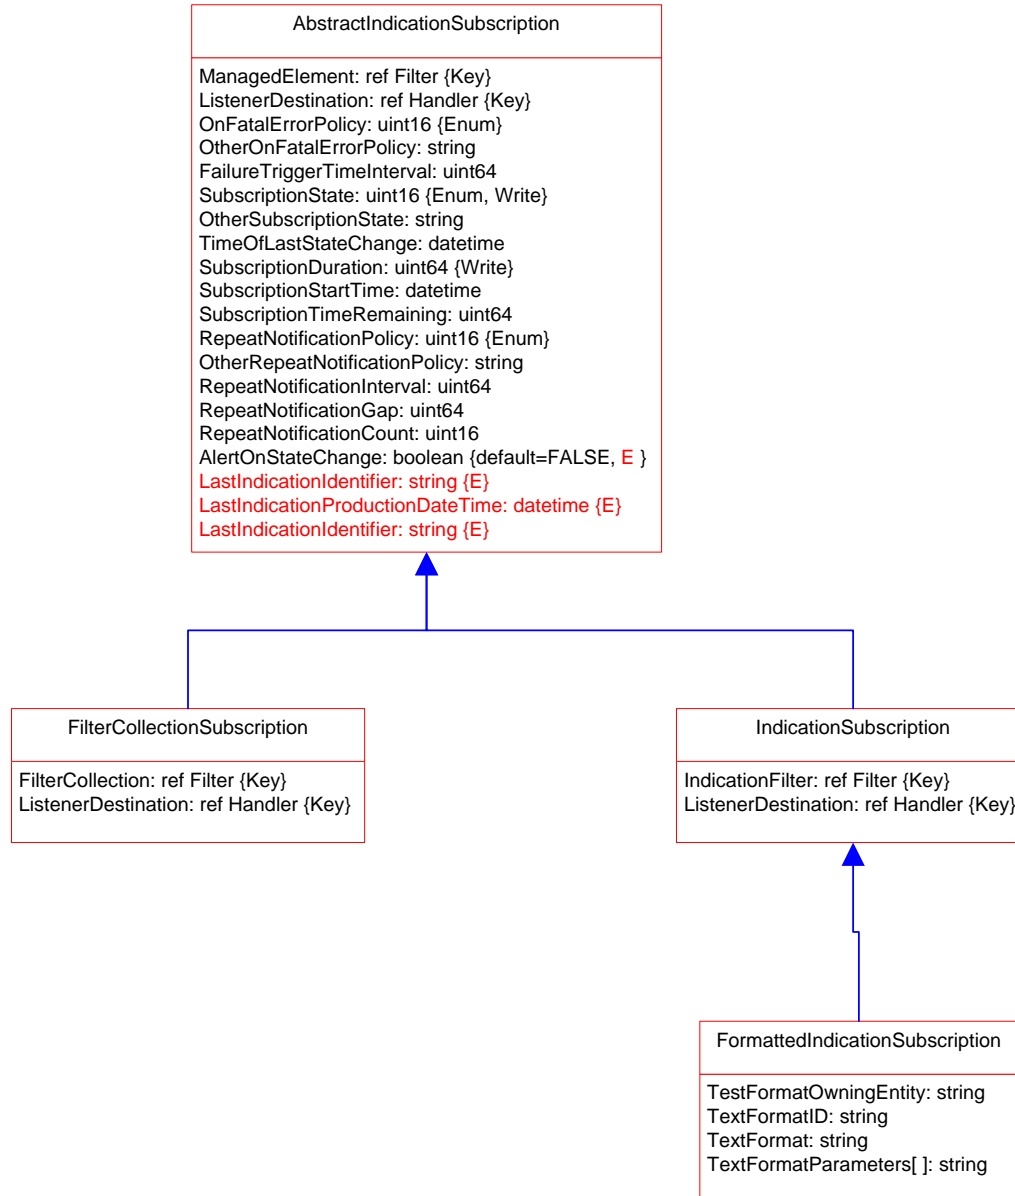 AbstractIndicationSubscription
ManagedElement: ref Filter {Key}
ListenerDestination: ref Handler {Key}
OnFatalErrorPolicy: uint16 {Enum}
OtherOnFatalErrorPolicy: string
FailureTriggerTimeInterval: uint64
SubscriptionState: uint16 {Enum, Write}
OtherSubscriptionState: string
TimeOfLastStateChange: datetime
SubscriptionDuration: uint64 {Write}
SubscriptionStartTime: datetime
SubscriptionTimeRemaining: uint64
RepeatNotificationPolicy: uint16 {Enum}
OtherRepeatNotificationPolicy: string
RepeatNotificationInterval: uint64
RepeatNotificationGap: uint64
RepeatNotificationCount: uint16
AlertOnStateChange: boolean {default=FALSE, E }
LastIndicationIdentifier: string {E}
LastIndicationProductionDateTime: datetime {E}
LastIndicationIdentifier: string {E}
FilterCollectionSubscription
FilterCollection: ref Filter {Key}
ListenerDestination: ref Handler {Key}
IndicationSubscription
IndicationFilter: ref Filter {Key}
ListenerDestination: ref Handler {Key}
FormattedIndicationSubscription
TestFormatOwningEntity: string
TextFormatID: string
TextFormat: string
TextFormatParameters[ ]: string